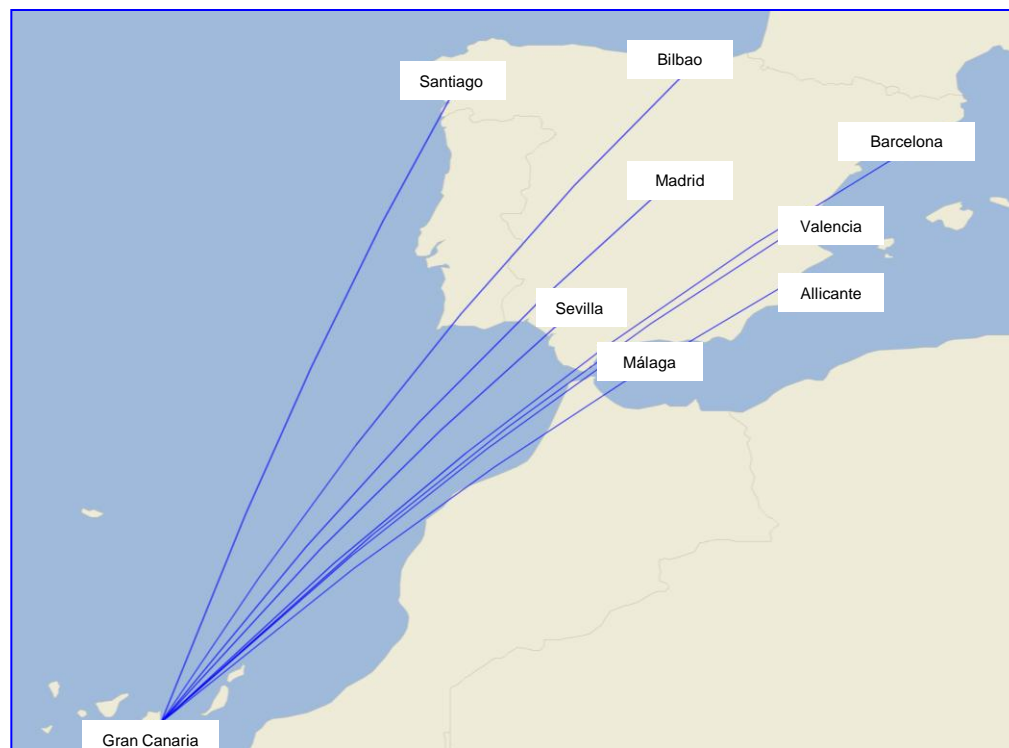 Bilbao
Santiago
Barcelona
Madrid
Valencia
Allicante
Sevilla
Málaga
Gran Canaria